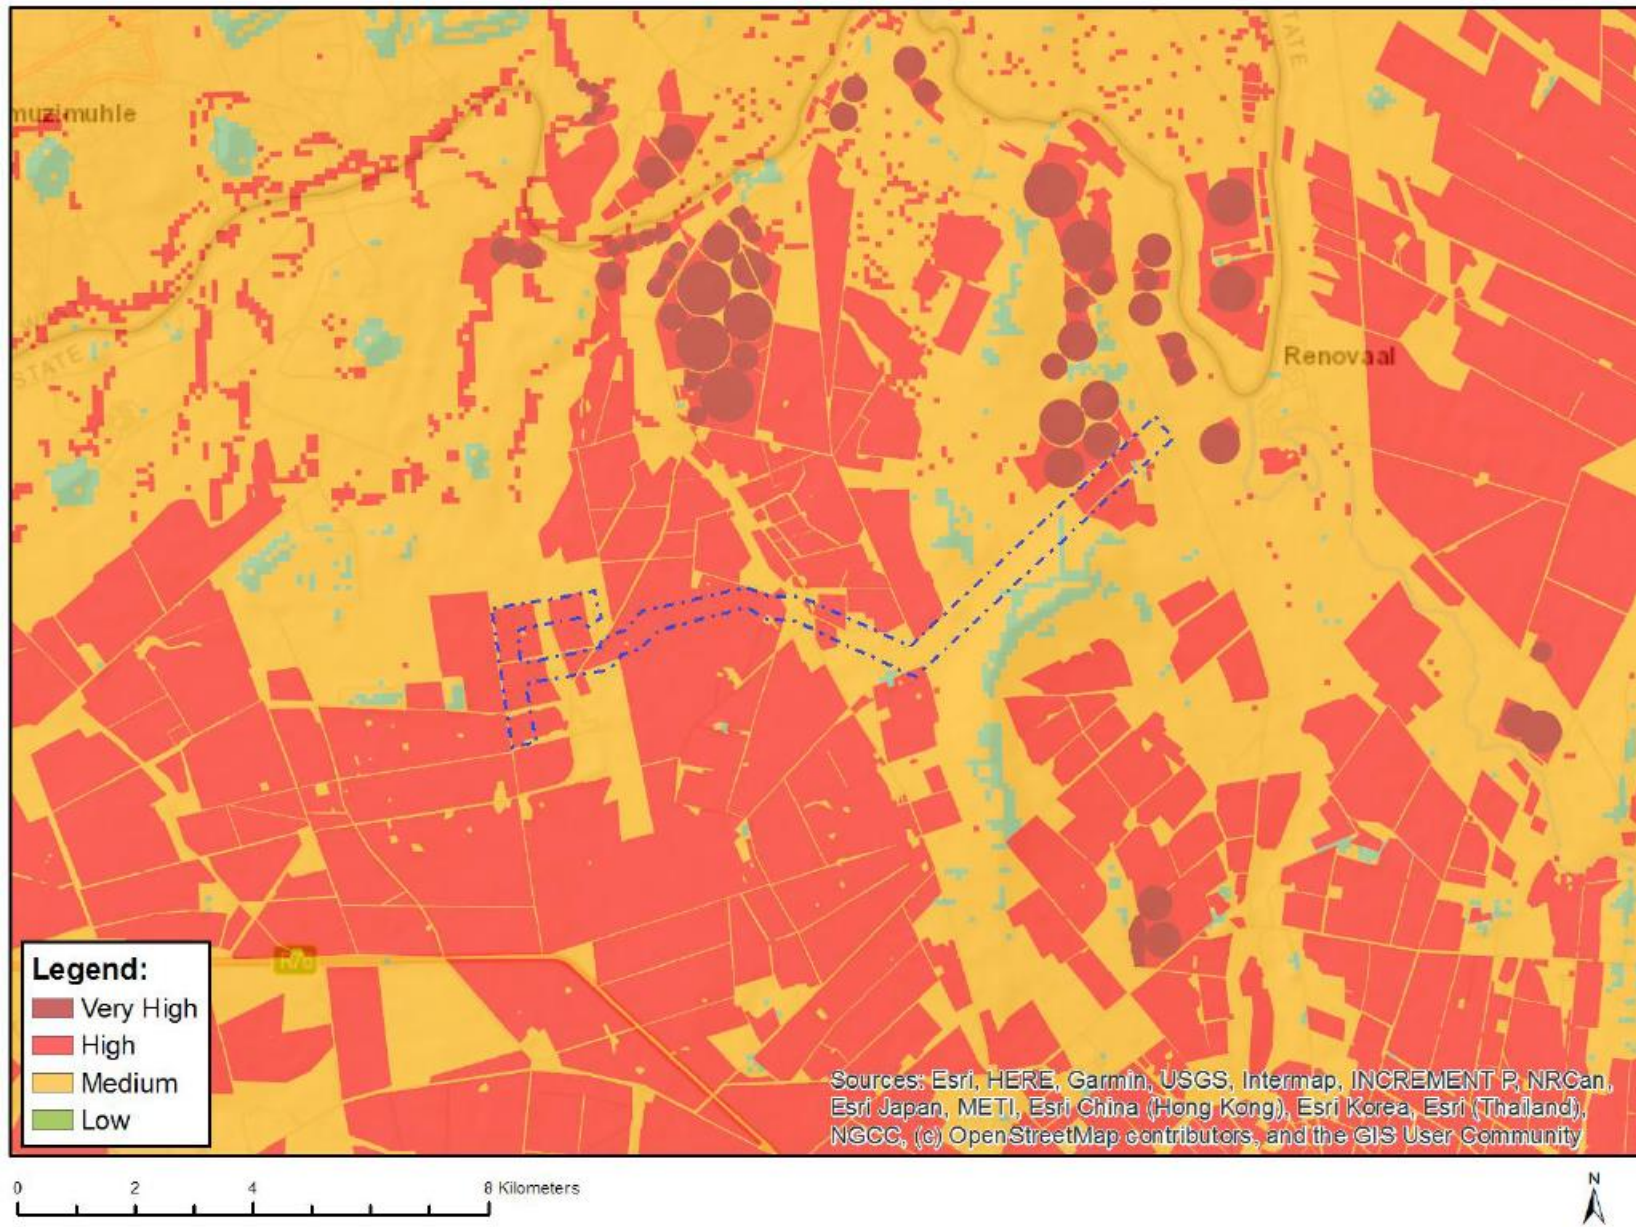 STATE
muzimuhle
STATE
Renovaal
R76
Legend:
Very High
High
Medium
Low
Sources: Esri, HERE, Garmin, USGS, Intermap, INCREMENT P, NRCan,
Esri Japan, METI, Esri China (Hong Kong), Esri Korea, Esri (Thailand),
NGCC, (c) OpenStreetMap contributors, and the GIS User Community
0 2 4 8 Kilometers
N